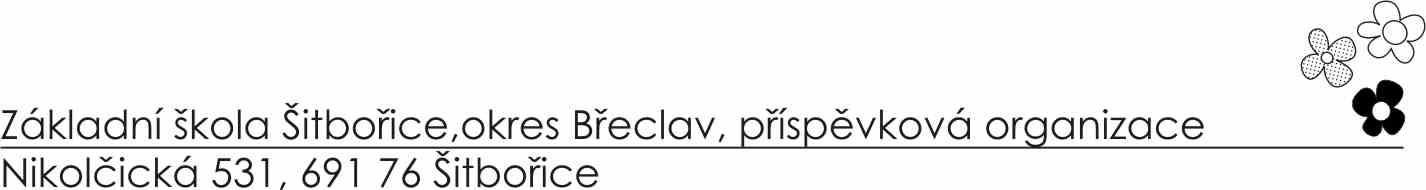 Základní škola Šitbořice,okres Břeclav, příspěvková organizace
Nikolčická 531, 691 76 Šitbořice